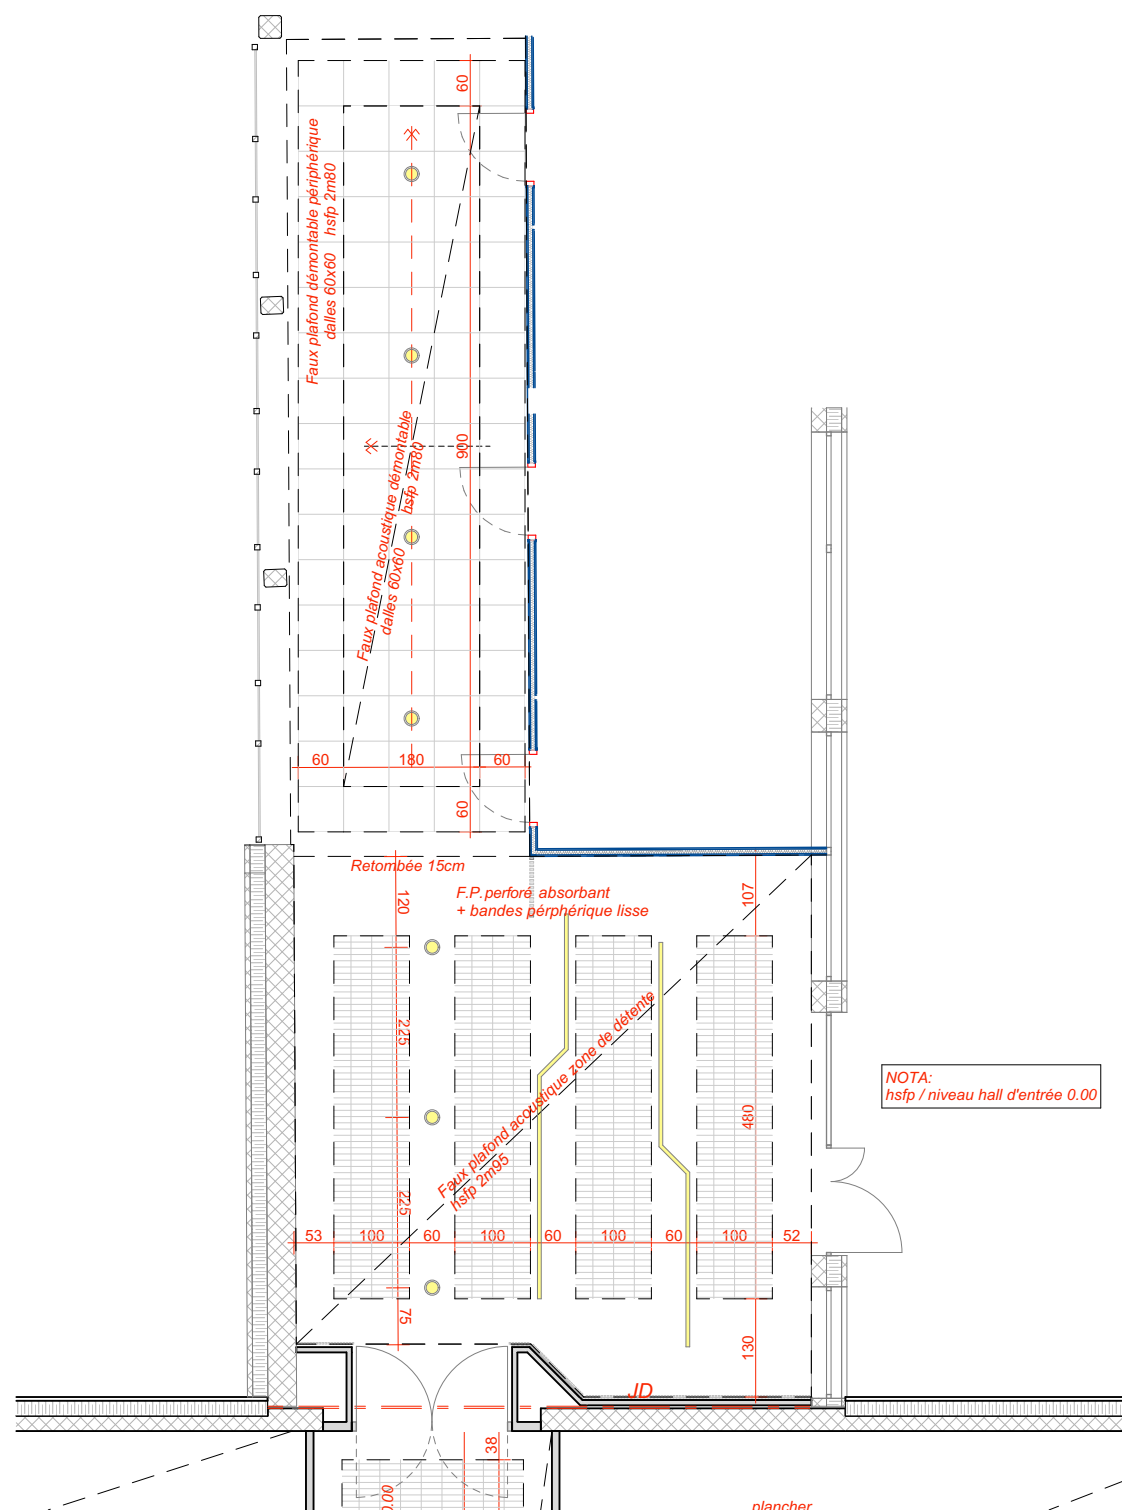 60
Faux plafond démontable périphérique
dalles 60x60 hsfp 2m80
900
Faux plafond acoustique démontable
hsfp 2m80
dalles 60x60
60
180
60
60
Retombée 15cm
F.P. perforé absorbant
+ bandes pérphérique lisse
120
107
225
Faux plafond acoustique zone de détente
hsfp 2m95
480
NOTA:
hsfp / niveau hall d'entrée 0.00
225
53
100
60
100
60
100
60
100
52
75
130
JD
38
plancher